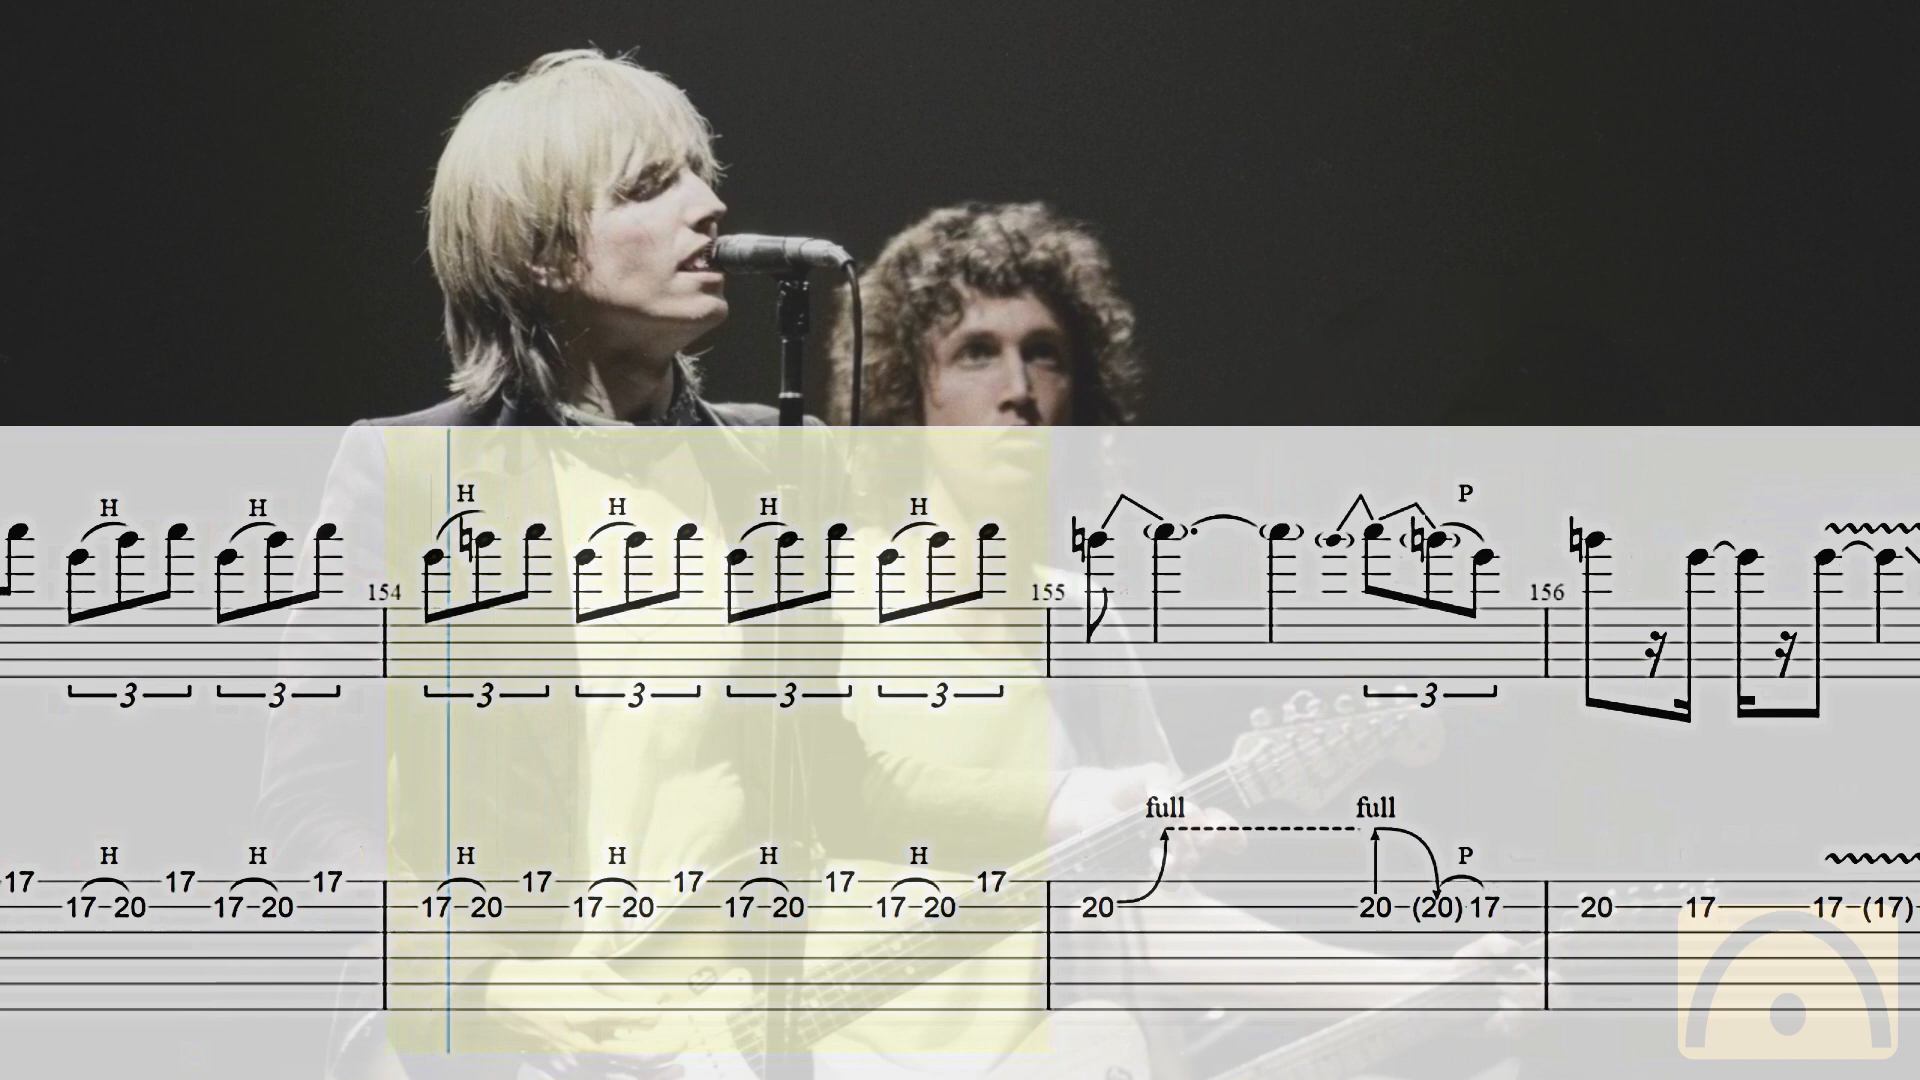 H H H H H H P
154 155 156
3 3 3 3 3 3 3
full full
H H H H H H P
17 17 17 17 17 17 17
17 20 17 20 17 20 17 20 17 20 17 20 20 20 (20) 17 20 17 17 (17)